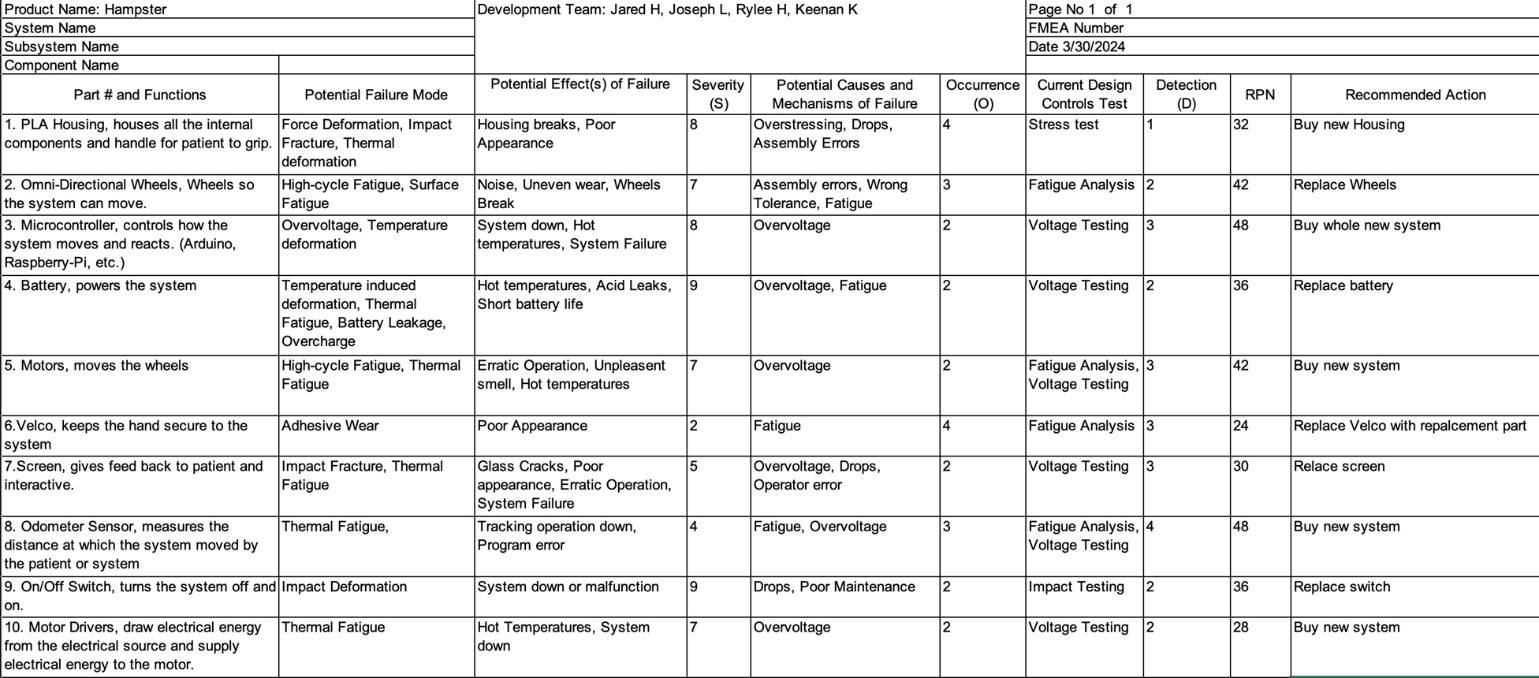 Product Name: Hampster
Development Team: Jared H, Joseph L, Rylee H, Keenan K
Page No 1 of 1
System Name
FMEA Number
Subsystem Name
Date 3/30/2024
Component Name
Part # and Functions
Potential Failure Mode
Potential Effect(s) of Failure
Severity
(S)
Potential Causes and
Mechanisms of Failure
Occurrence
(O)
Current Design
Controls Test
Detection
(D)
RPN
Recommended Action
1. PLA Housing, houses all the internal
components and handle for patient to grip.
Force Deformation, Impact
Fracture, Thermal
deformation
Housing breaks, Poor
Appearance
8
Overstressing, Drops,
Assembly Errors
4
Stress test
1
32
Buy new Housing
2. Omni-Directional Wheels, Wheels so
the system can move.
High-cycle Fatigue, Surface
Fatigue
Noise, Uneven wear, Wheels
Break
7
Assembly errors, Wrong
Tolerance, Fatigue
3
Fatigue Analysis
2
42
Replace Wheels
3. Microcontroller, controls how the
system moves and reacts. (Arduino,
Raspberry-Pi, etc.)
Overvoltage, Temperature
deformation
System down, Hot
temperatures, System Failure
8
Overvoltage
2
Voltage Testing
3
48
Buy whole new system
4. Battery, powers the system
Temperature induced
deformation, Thermal
Fatigue, Battery Leakage,
Overcharge
Hot temperatures, Acid Leaks,
Short battery life
9
Overvoltage, Fatigue
2
Voltage Testing
2
36
Replace battery
5. Motors, moves the wheels
High-cycle Fatigue, Thermal
Fatigue
Erratic Operation, Unpleasent
smell, Hot temperatures
7
Overvoltage
2
Fatigue Analysis,
Voltage Testing
3
42
Buy new system
6.Velco, keeps the hand secure to the
system
Adhesive Wear
Poor Appearance
2
Fatigue
4
Fatigue Analysis
3
24
Replace Velco with repalcement part
7.Screen, gives feed back to patient and
interactive.
Impact Fracture, Thermal
Fatigue
Glass Cracks, Poor
appearance, Erratic Operation,
System Failure
5
Overvoltage, Drops,
Operator error
2
Voltage Testing
3
30
Relace screen
8. Odometer Sensor, measures the
distance at which the system moved by
the patient or system
Thermal Fatigue,
Tracking operation down,
Program error
4
Fatigue, Overvoltage
3
Fatigue Analysis,
Voltage Testing
4
48
Buy new system
9. On/Off Switch, turns the system off and
on.
Impact Deformation
System down or malfunction
9
Drops, Poor Maintenance
2
Impact Testing
2
36
Replace switch
10. Motor Drivers, draw electrical energy
from the electrical source and supply
electrical energy to the motor.
Thermal Fatigue
Hot Temperatures, System
down
7
Overvoltage
2
Voltage Testing
2
28
Buy new system